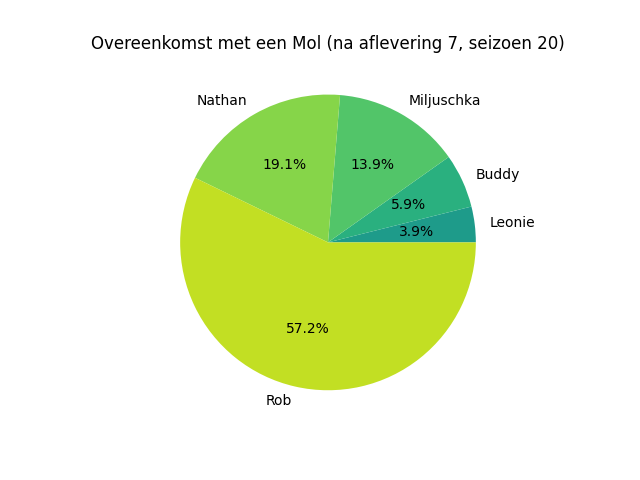 Overeenkomst met een Mol (na aflevering 7, seizoen 20)
Nathan
Miljuschka
19.1%
13.9%
Buddy
5.9%
Leonie
3.9%
57.2%
Rob